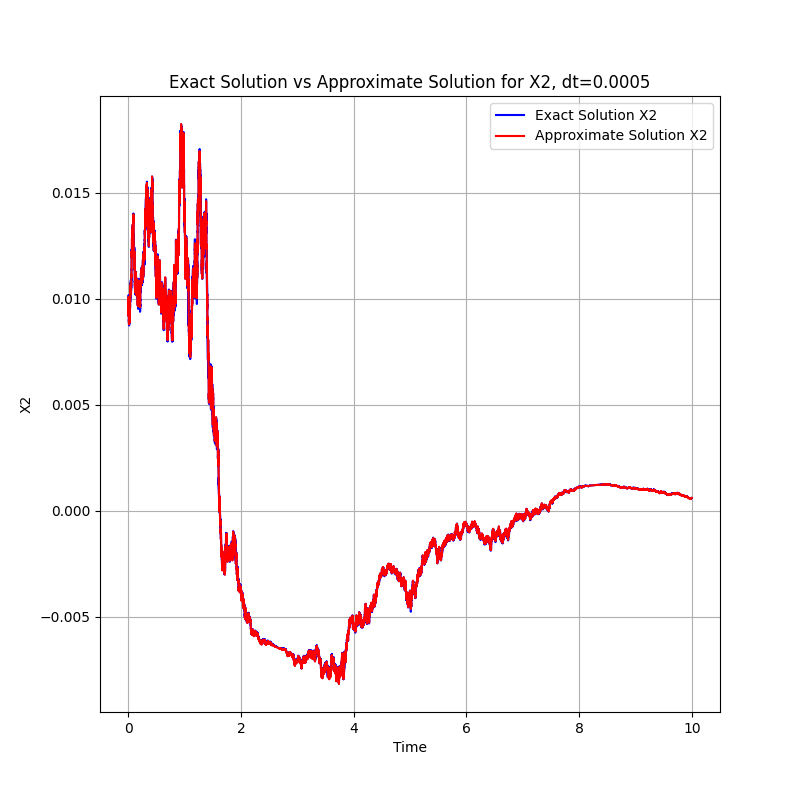 Exact Solution vs Approximate Solution for X2, dt=0.0005
Exact Solution X2
Approximate Solution X2
0.015
0.010
0.005
0.000
−0.005
X2
0 2 4 6 8 10
Time